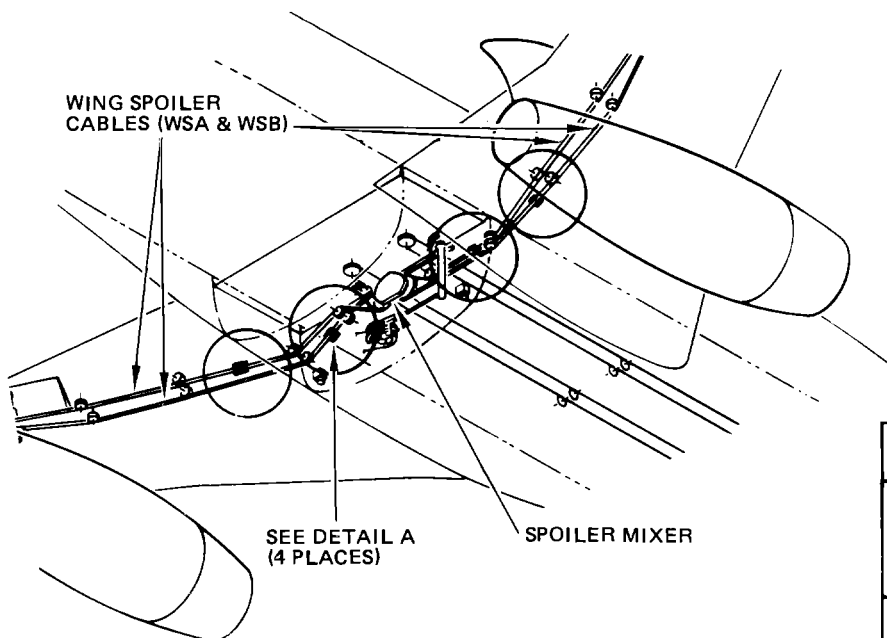 WING SPOILER
CABLES (WSA & WSB)
SEE DETAIL A
(4 PLACES)
SPOILER MIXER